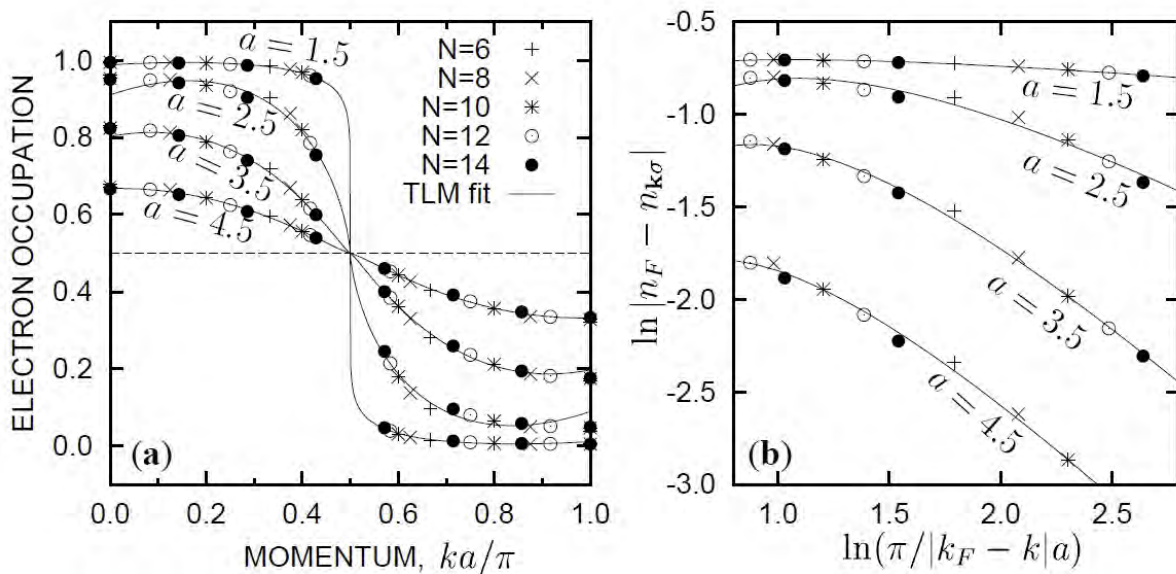 ELECTRON OCCUPATION
1.0
0.8
0.6
0.4
0.2
0.0
a = 1.5
a = 2.5
a = 3.5
a = 4.5
N=6
N=8
N=10
N=12
N=14
TLM fit
(a)
0.0 0.2 0.4 0.6 0.8 1.0
MOMENTUM, ka/π
ln |n_F − n_kσ|
-0.5
-1.0
-1.5
-2.0
-2.5
-3.0
a = 1.5
a = 2.5
a = 3.5
a = 4.5
(b)
1.0 1.5 2.0 2.5
ln(π/|k_F − k|a)